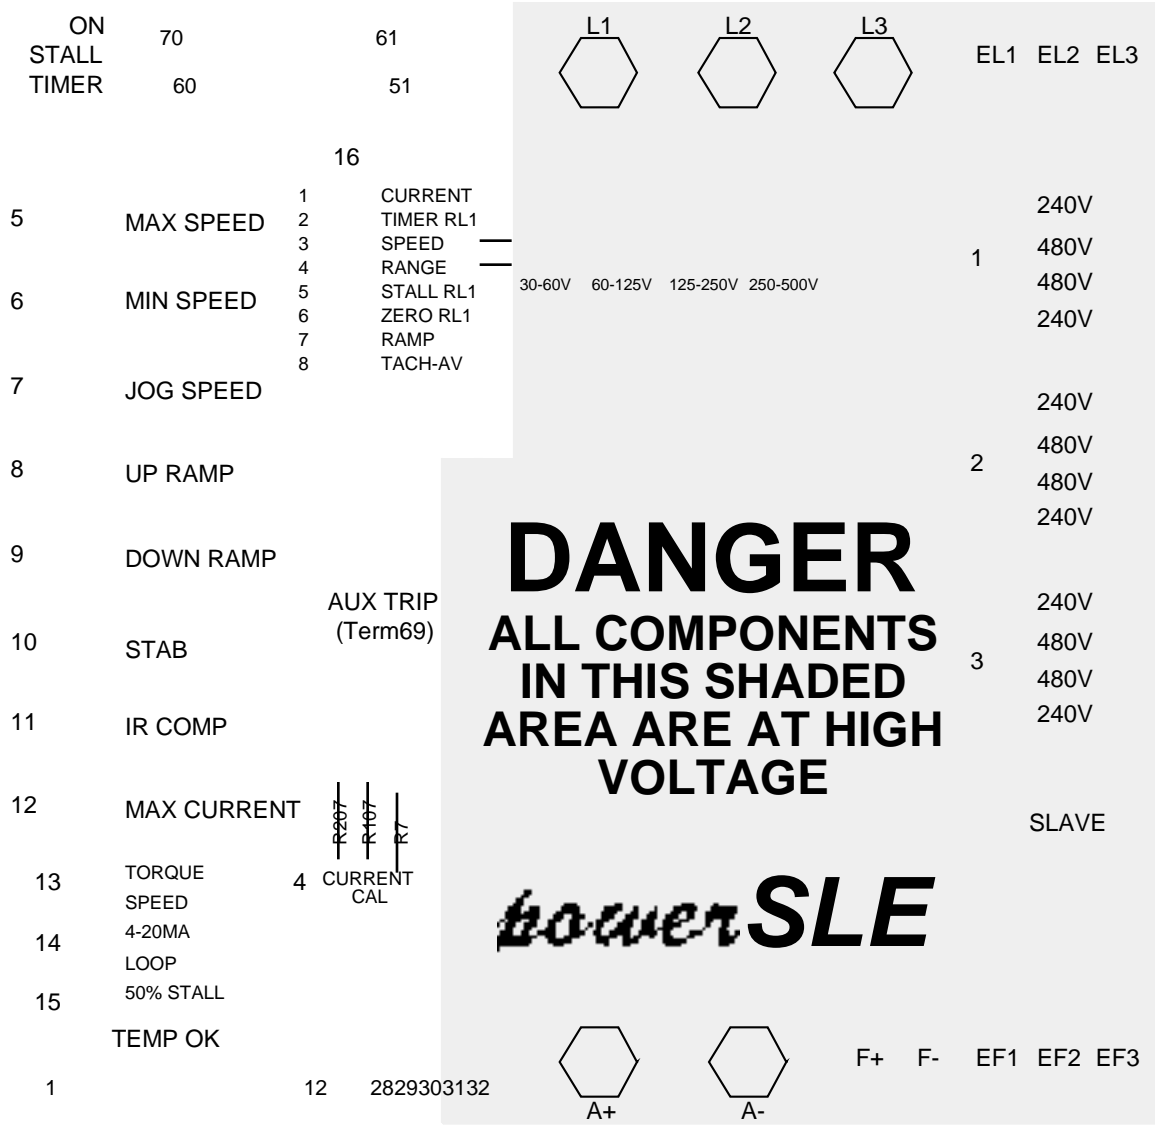 ON
STALL
TIMER
70 61
60 51
L1 L2 L3
EL1 EL2 EL3
16
1 CURRENT
2 TIMER RL1
3 SPEED
4 RANGE
5 STALL RL1
6 ZERO RL1
7 RAMP
8 TACH-AV
5 MAX SPEED
6 MIN SPEED
7 JOG SPEED
8 UP RAMP
9 DOWN RAMP
10 STAB
11 IR COMP
12 MAX CURRENT
13 TORQUE
SPEED
14 4-20MA
LOOP
15 50% STALL
TEMP OK
1 12 2829303132
AUX TRIP
(Term69)
R207 R107 R7
4 CURRENT
CAL
30-60V 60-125V 125-250V 250-500V
1
240V
480V
480V
240V
2
240V
480V
480V
240V
3
240V
480V
480V
240V
DANGER
ALL COMPONENTS
IN THIS SHADED
AREA ARE AT HIGH
VOLTAGE
SLAVE
power SLE
A+ A-
F+ F- EF1 EF2 EF3